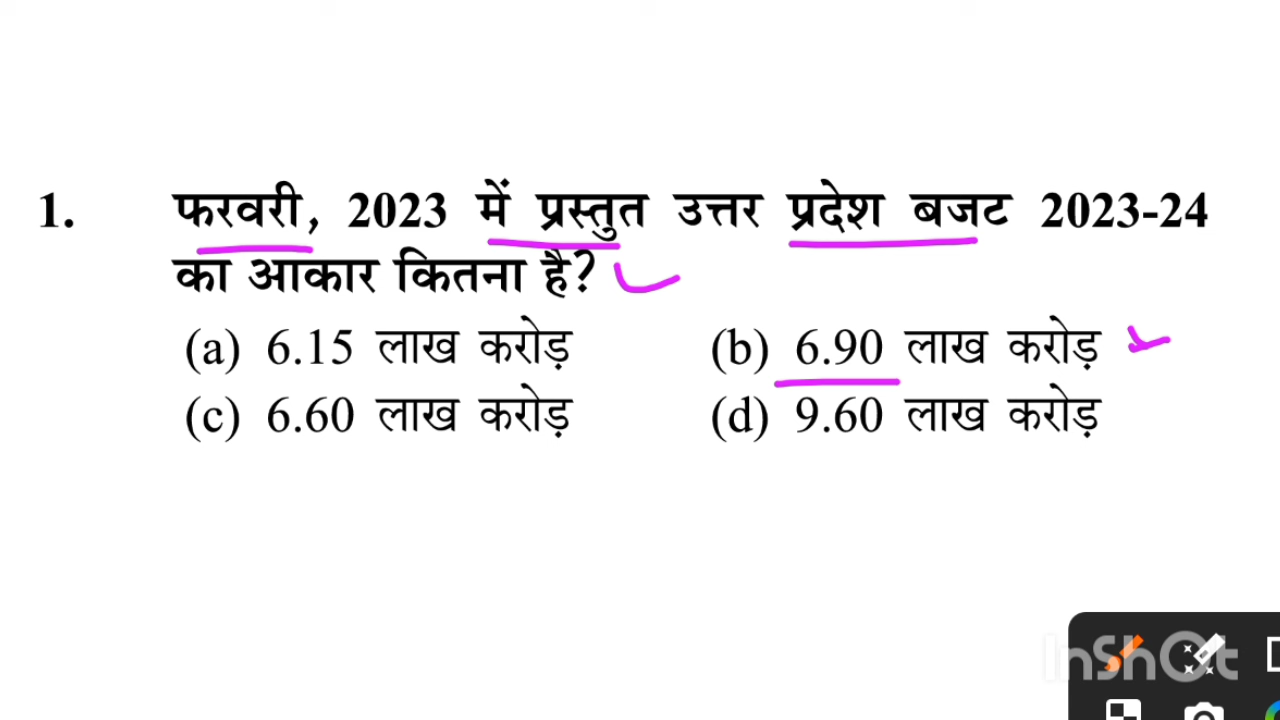 1. फरवरी, 2023 में प्रस्तुत उत्तर प्रदेश बजट 2023-24
का आकार कितना है?
(a) 6.15 लाख करोड़ (b) 6.90 लाख करोड़
(c) 6.60 लाख करोड़ (d) 9.60 लाख करोड़
InShOt